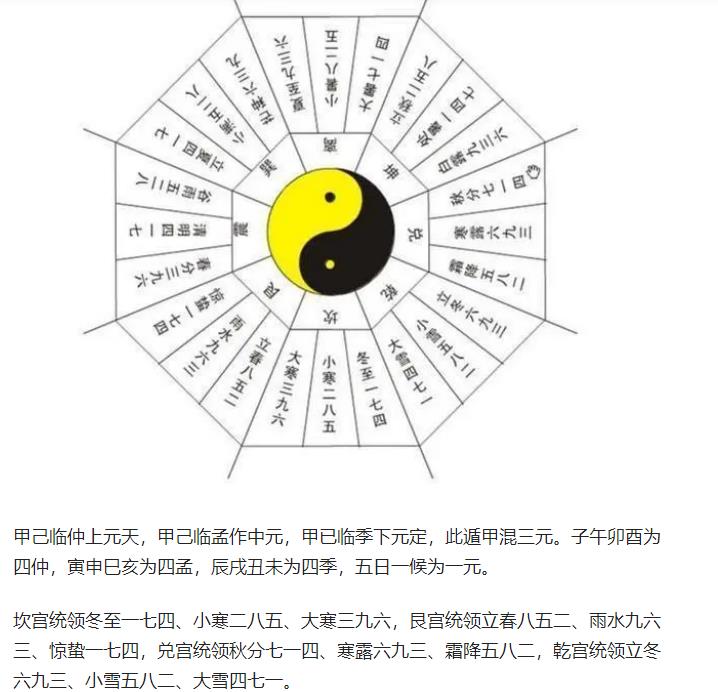 夏至九三六
小暑八二五
大暑七一四
立秋二五八
处暑一四七
白露九三六
秋分七一四
寒露六九三
霜降五八二
立冬六九三
小雪五八二
大雪四七一
冬至一七四
小寒二八五
大寒三九六
立春八五二
雨水九六三
惊蛰一七四
春分三九六
清明四一七
谷雨五二八
立夏四一七
小满五二八
芒种六三九
离
坤
兑
乾
坎
艮
震
巽
甲己临仲上元天，甲己临孟作中元，甲已临季下元定，此遁甲混三元。子午卯酉为
四仲，寅申巳亥为四孟，辰戌丑未为四季，五日一候为一元。
坎宫统领冬至一七四、小寒二八五、大寒三九六，艮宫统领立春八五二、雨水九六
三、惊蛰一七四，兑宫统领秋分七一四、寒露六九三、霜降五八二，乾宫统领立冬
六九三、小雪五八二、大雪四七一。